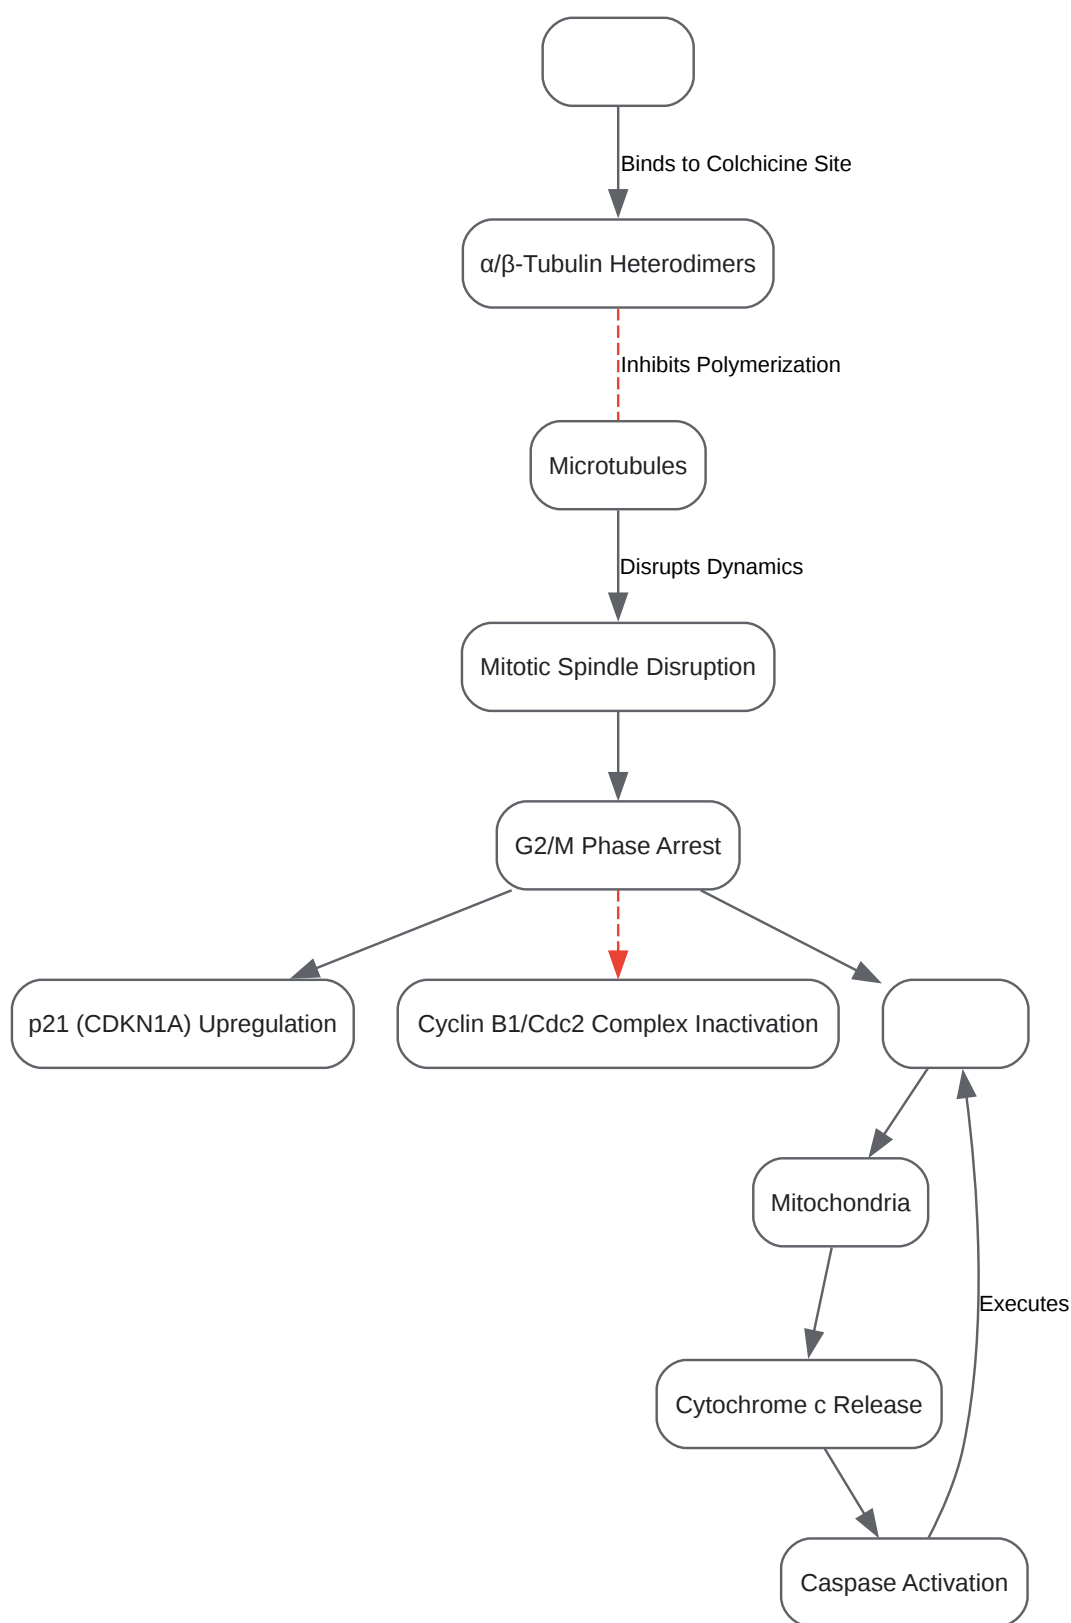 Binds to Colchicine Site
α/β-Tubulin Heterodimers
Inhibits Polymerization
Microtubules
Disrupts Dynamics
Mitotic Spindle Disruption
G2/M Phase Arrest
p21 (CDKN1A) Upregulation
Cyclin B1/Cdc2 Complex Inactivation
Mitochondria
Executes
Cytochrome c Release
Caspase Activation